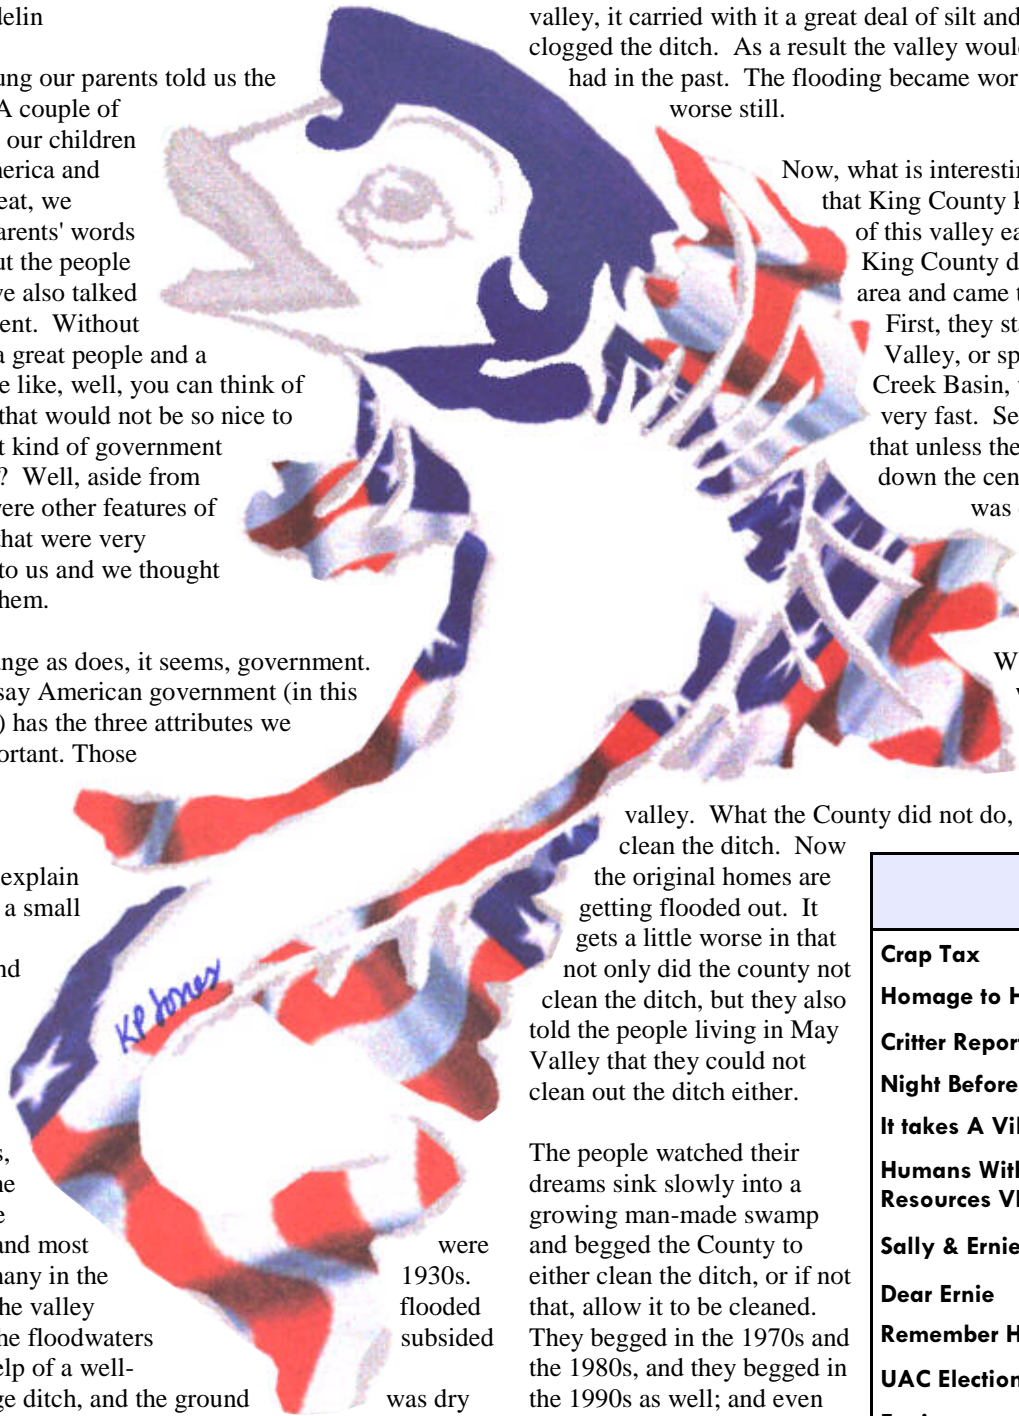 delin
ung our parents told us the
A couple of
our children
merica and
eat, we
arents' words
ut the people
ve also talked
ent. Without
a great people and a
e like, well, you can think of
that would not be so nice to
t kind of government
? Well, aside from
vere other features of
that were very
to us and we thought
hem.
ange as does, it seems, government.
say American government (in this
) has the three attributes we
ortant. Those
explain
a small
nd
s,
he
e
and most were
many in the 1930s.
he valley flooded
he floodwaters subsided
elp of a well-
ge ditch, and the ground was dry
KP Jones
valley, it carried with it a great deal of silt and
clogged the ditch. As a result the valley woul
had in the past. The flooding became wor
worse still.
Now, what is interestin
that King County k
of this valley ea
King County d
area and came t
First, they st
Valley, or sp
Creek Basin,
very fast. Se
that unless the
down the cen
was
W
valley. What the County did not do,
clean the ditch. Now
the original homes are
getting flooded out. It
gets a little worse in that
not only did the county not
clean the ditch, but they also
told the people living in May
Valley that they could not
clean out the ditch either.
The people watched their
dreams sink slowly into a
growing man-made swamp
and begged the County to
either clean the ditch, or if not
that, allow it to be cleaned.
They begged in the 1970s and
the 1980s, and they begged in
the 1990s as well; and even
Crap Tax
Homage to H
Critter Repor
Night Before
It takes A Vil
Humans With
Resources VI
Sally & Ernie
Dear Ernie
Remember H
UAC Election